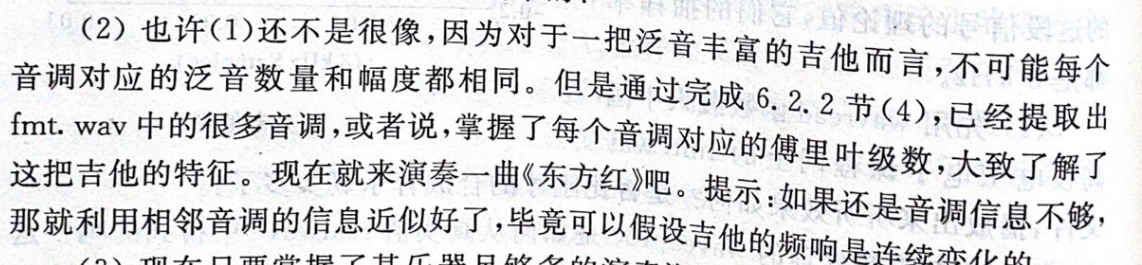 (2) 也许(1)还不是很像,因为对于一把泛音丰富的吉他而言,不可能每个
音调对应的泛音数量和幅度都相同。但是通过完成 6.2.2 节(4),已经提取出
fmt. wav 中的很多音调,或者说,掌握了每个音调对应的傅里叶级数,大致了解了
这把吉他的特征。现在就来演奏一曲《东方红》吧。提示:如果还是音调信息不够,
那就利用相邻音调的信息近似好了,毕竟可以假设吉他的频响是连续变化的